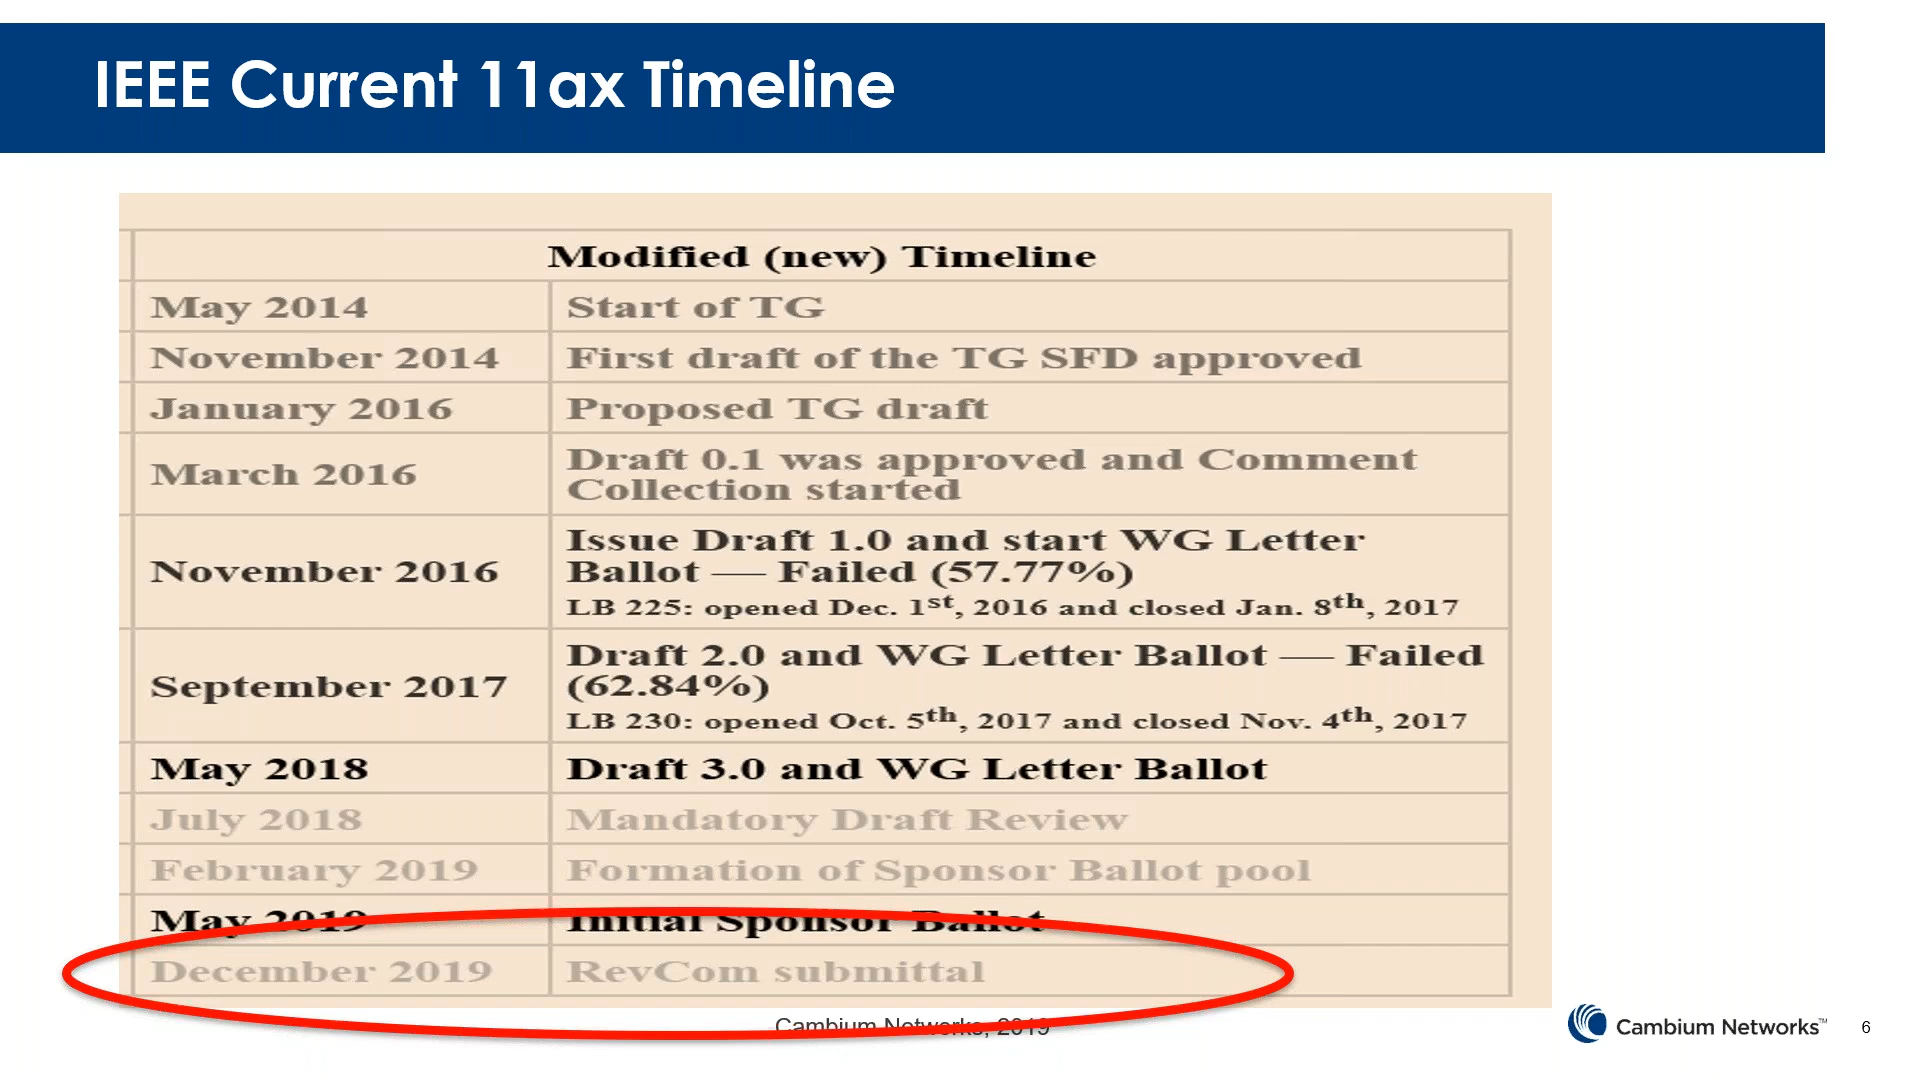 IEEE Current 11ax Timeline
Modified (new) Timeline
May 2014 Start of TG
November 2014 First draft of the TG SFD approved
January 2016 Proposed TG draft
March 2016 Draft 0.1 was approved and Comment
Collection started
November 2016 Issue Draft 1.0 and start WG Letter
Ballot — Failed (57.77%)
LB 225: opened Dec. 1st, 2016 and closed Jan. 8th, 2017
September 2017 Draft 2.0 and WG Letter Ballot — Failed
(62.84%)
LB 230: opened Oct. 5th, 2017 and closed Nov. 4th, 2017
May 2018 Draft 3.0 and WG Letter Ballot
July 2018 Mandatory Draft Review
February 2019 Formation of Sponsor Ballot pool
May 2019 Initial Sponsor Ballot
December 2019 RevCom submittal
Cambium Networks, 2019
Cambium Networks™
6